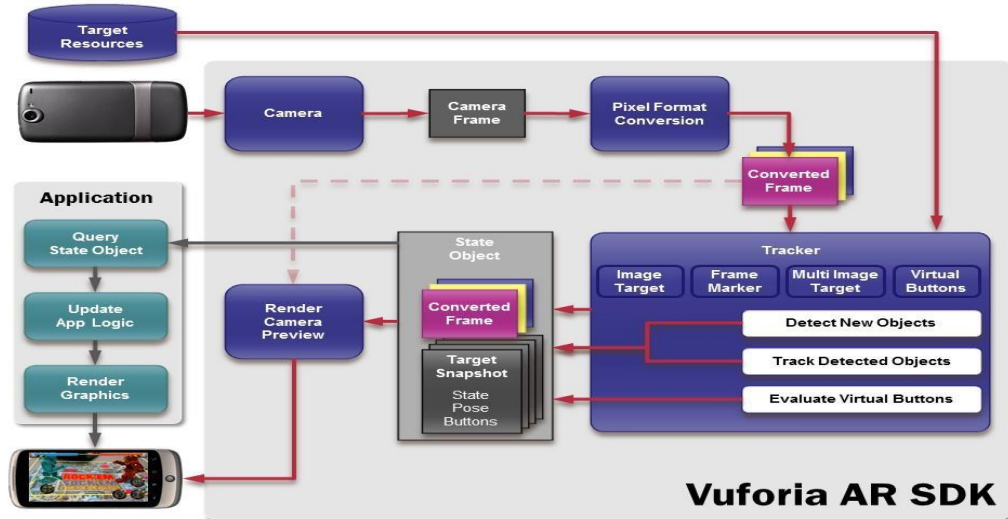 Target
Resources
Camera
Camera
Frame
Pixel Format
Conversion
Converted
Frame
Application
Query
State Object
Update
App Logic
Render
Graphics
Render
Camera
Preview
State
Object
Converted
Frame
Target
Snapshot
State
Pose
Buttons
Tracker
Image
Target
Frame
Marker
Multi Image
Target
Virtual
Buttons
Detect New Objects
Track Detected Objects
Evaluate Virtual Buttons
Vuforia AR SDK